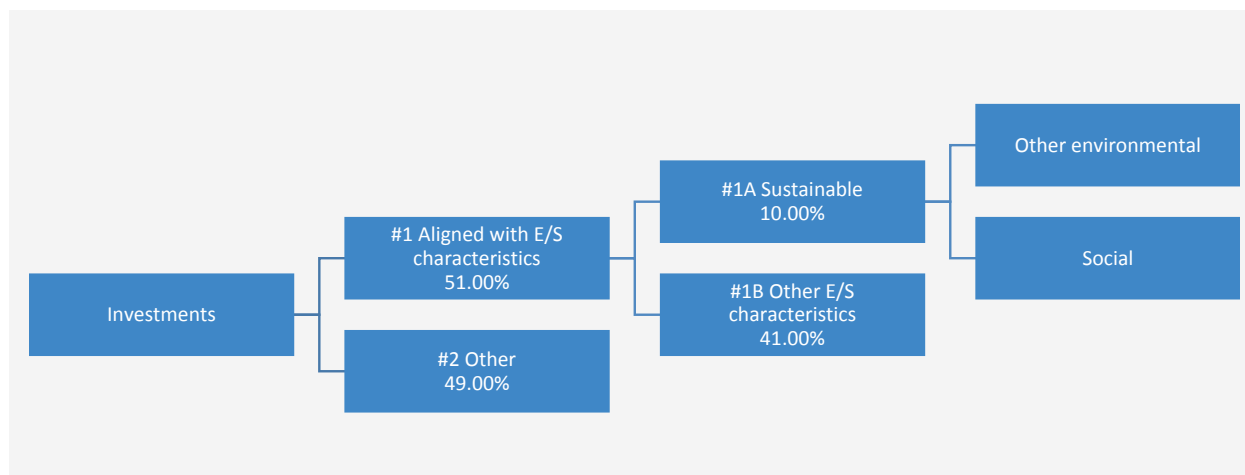 Investments
#1 Aligned with E/S
characteristics
51.00%
#2 Other
49.00%
#1A Sustainable
10.00%
#1B Other E/S
characteristics
41.00%
Other environmental
Social